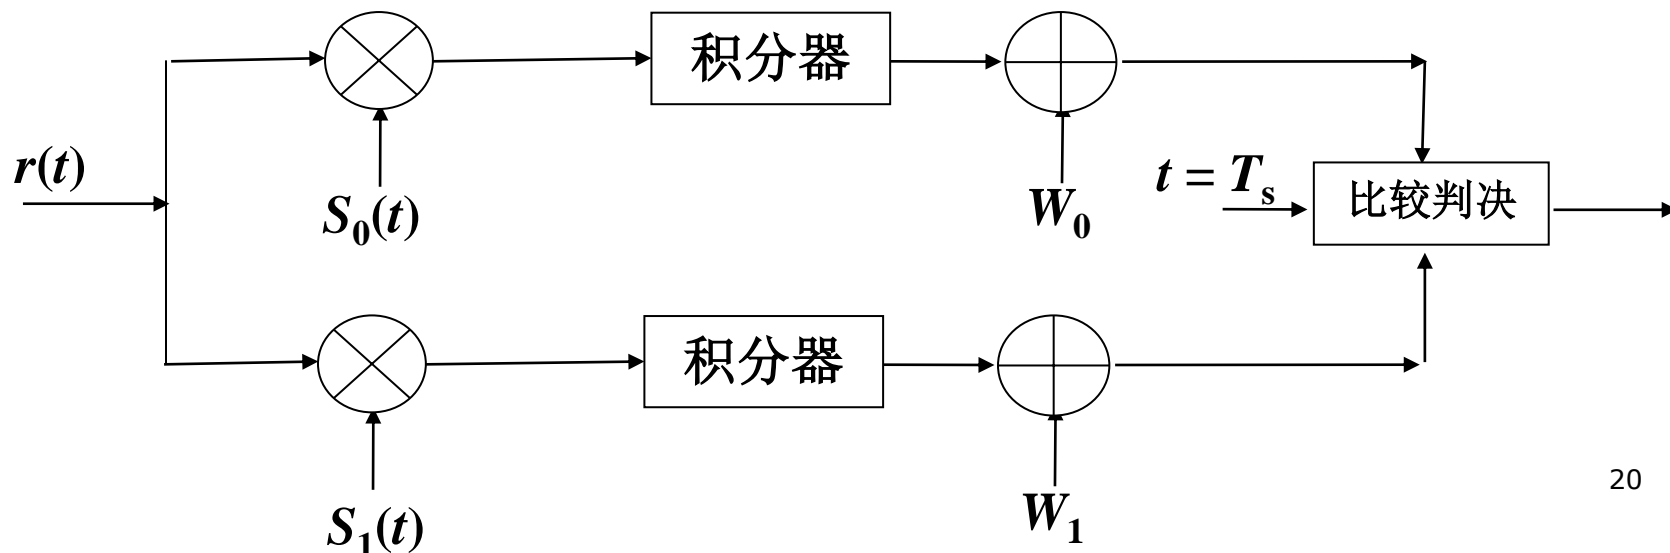 积分器
r(t)
S₀(t)
W₀
t = Tₛ
比较判决
积分器
S₁(t)
W₁
20